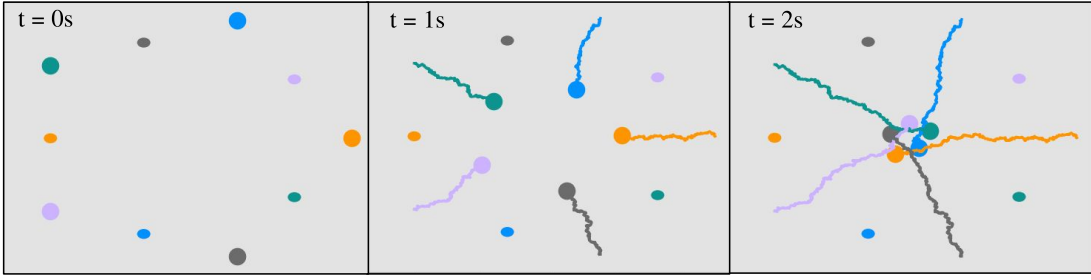 t = 0s
t = 1s
t = 2s